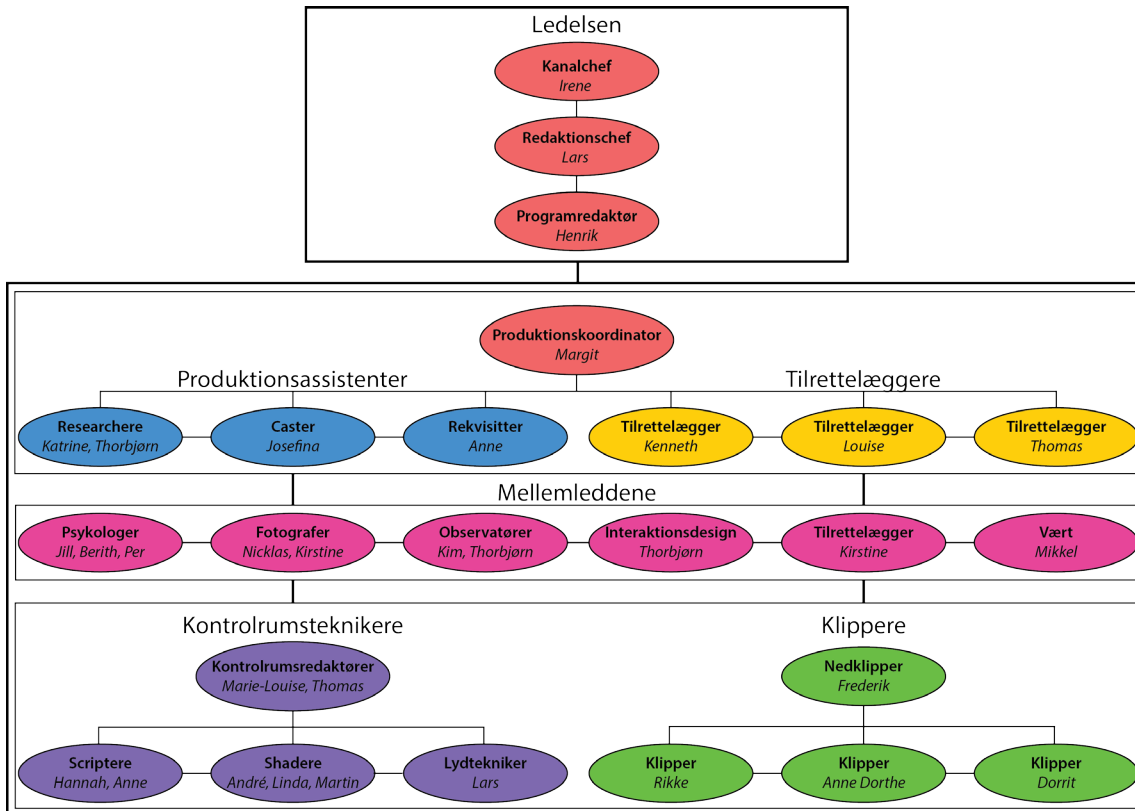 Ledelsen
Kanalchef
Irene
Redaktionschef
Lars
Programredaktør
Henrik
Produktionskoordinator
Margit
Produktionsassistenter
Tilrettelæggere
Researchere
Katrine, Thorbjørn
Caster
Josefina
Rekvisitter
Anne
Tilrettelægger
Kenneth
Tilrettelægger
Louise
Tilrettelægger
Thomas
Mellemleddene
Psykologer
Jill, Berith, Per
Fotografer
Nicklas, Kirstine
Observatører
Kim, Thorbjørn
Interaktionsdesign
Thorbjørn
Tilrettelægger
Kirstine
Vært
Mikkel
Kontrolrumsteknikere
Klippere
Kontrolrumsredaktører
Marie-Louise, Thomas
Nedklipper
Frederik
Scriptere
Hannah, Anne
Shadere
André, Linda, Martin
Lydtekniker
Lars
Klipper
Rikke
Klipper
Anne Dorthe
Klipper
Dorrit